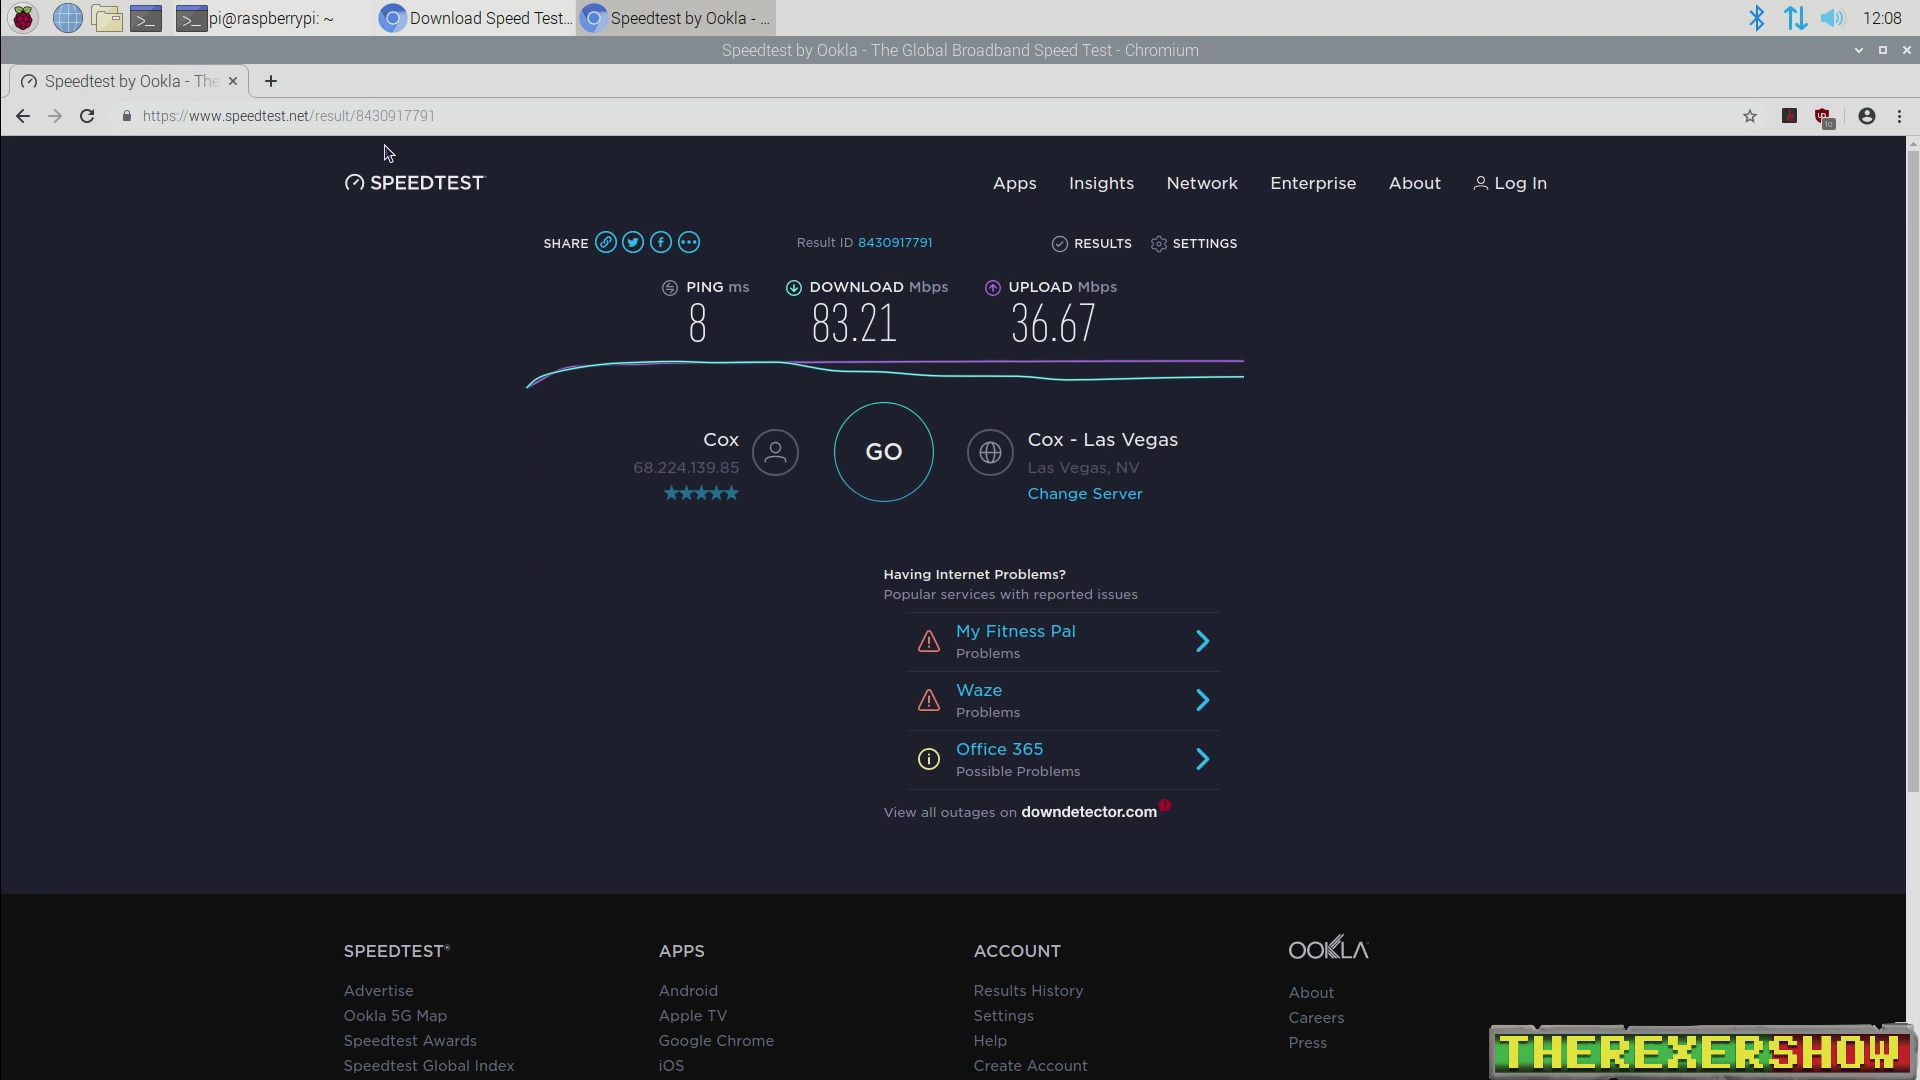 pi@raspberrypi: ~
Download Speed Test...
Speedtest by Ookla - ...
12:08
Speedtest by Ookla - The Global Broadband Speed Test - Chromium
Speedtest by Ookla - The
https://www.speedtest.net/result/8430917791
10
SPEEDTEST
Apps
Insights
Network
Enterprise
About
Log In
SHARE
Result ID 8430917791
RESULTS
SETTINGS
PING ms
DOWNLOAD Mbps
UPLOAD Mbps
8
83.21
36.67
Cox
68.224.139.85
GO
Cox - Las Vegas
Las Vegas, NV
Change Server
Having Internet Problems?
Popular services with reported issues
My Fitness Pal
Problems
Waze
Problems
Office 365
Possible Problems
View all outages on downdetector.com
SPEEDTEST®
Advertise
Ookla 5G Map
Speedtest Awards
Speedtest Global Index
APPS
Android
Apple TV
Google Chrome
iOS
ACCOUNT
Results History
Settings
Help
Create Account
OOKLA
About
Careers
Press
THEREXERSHOW